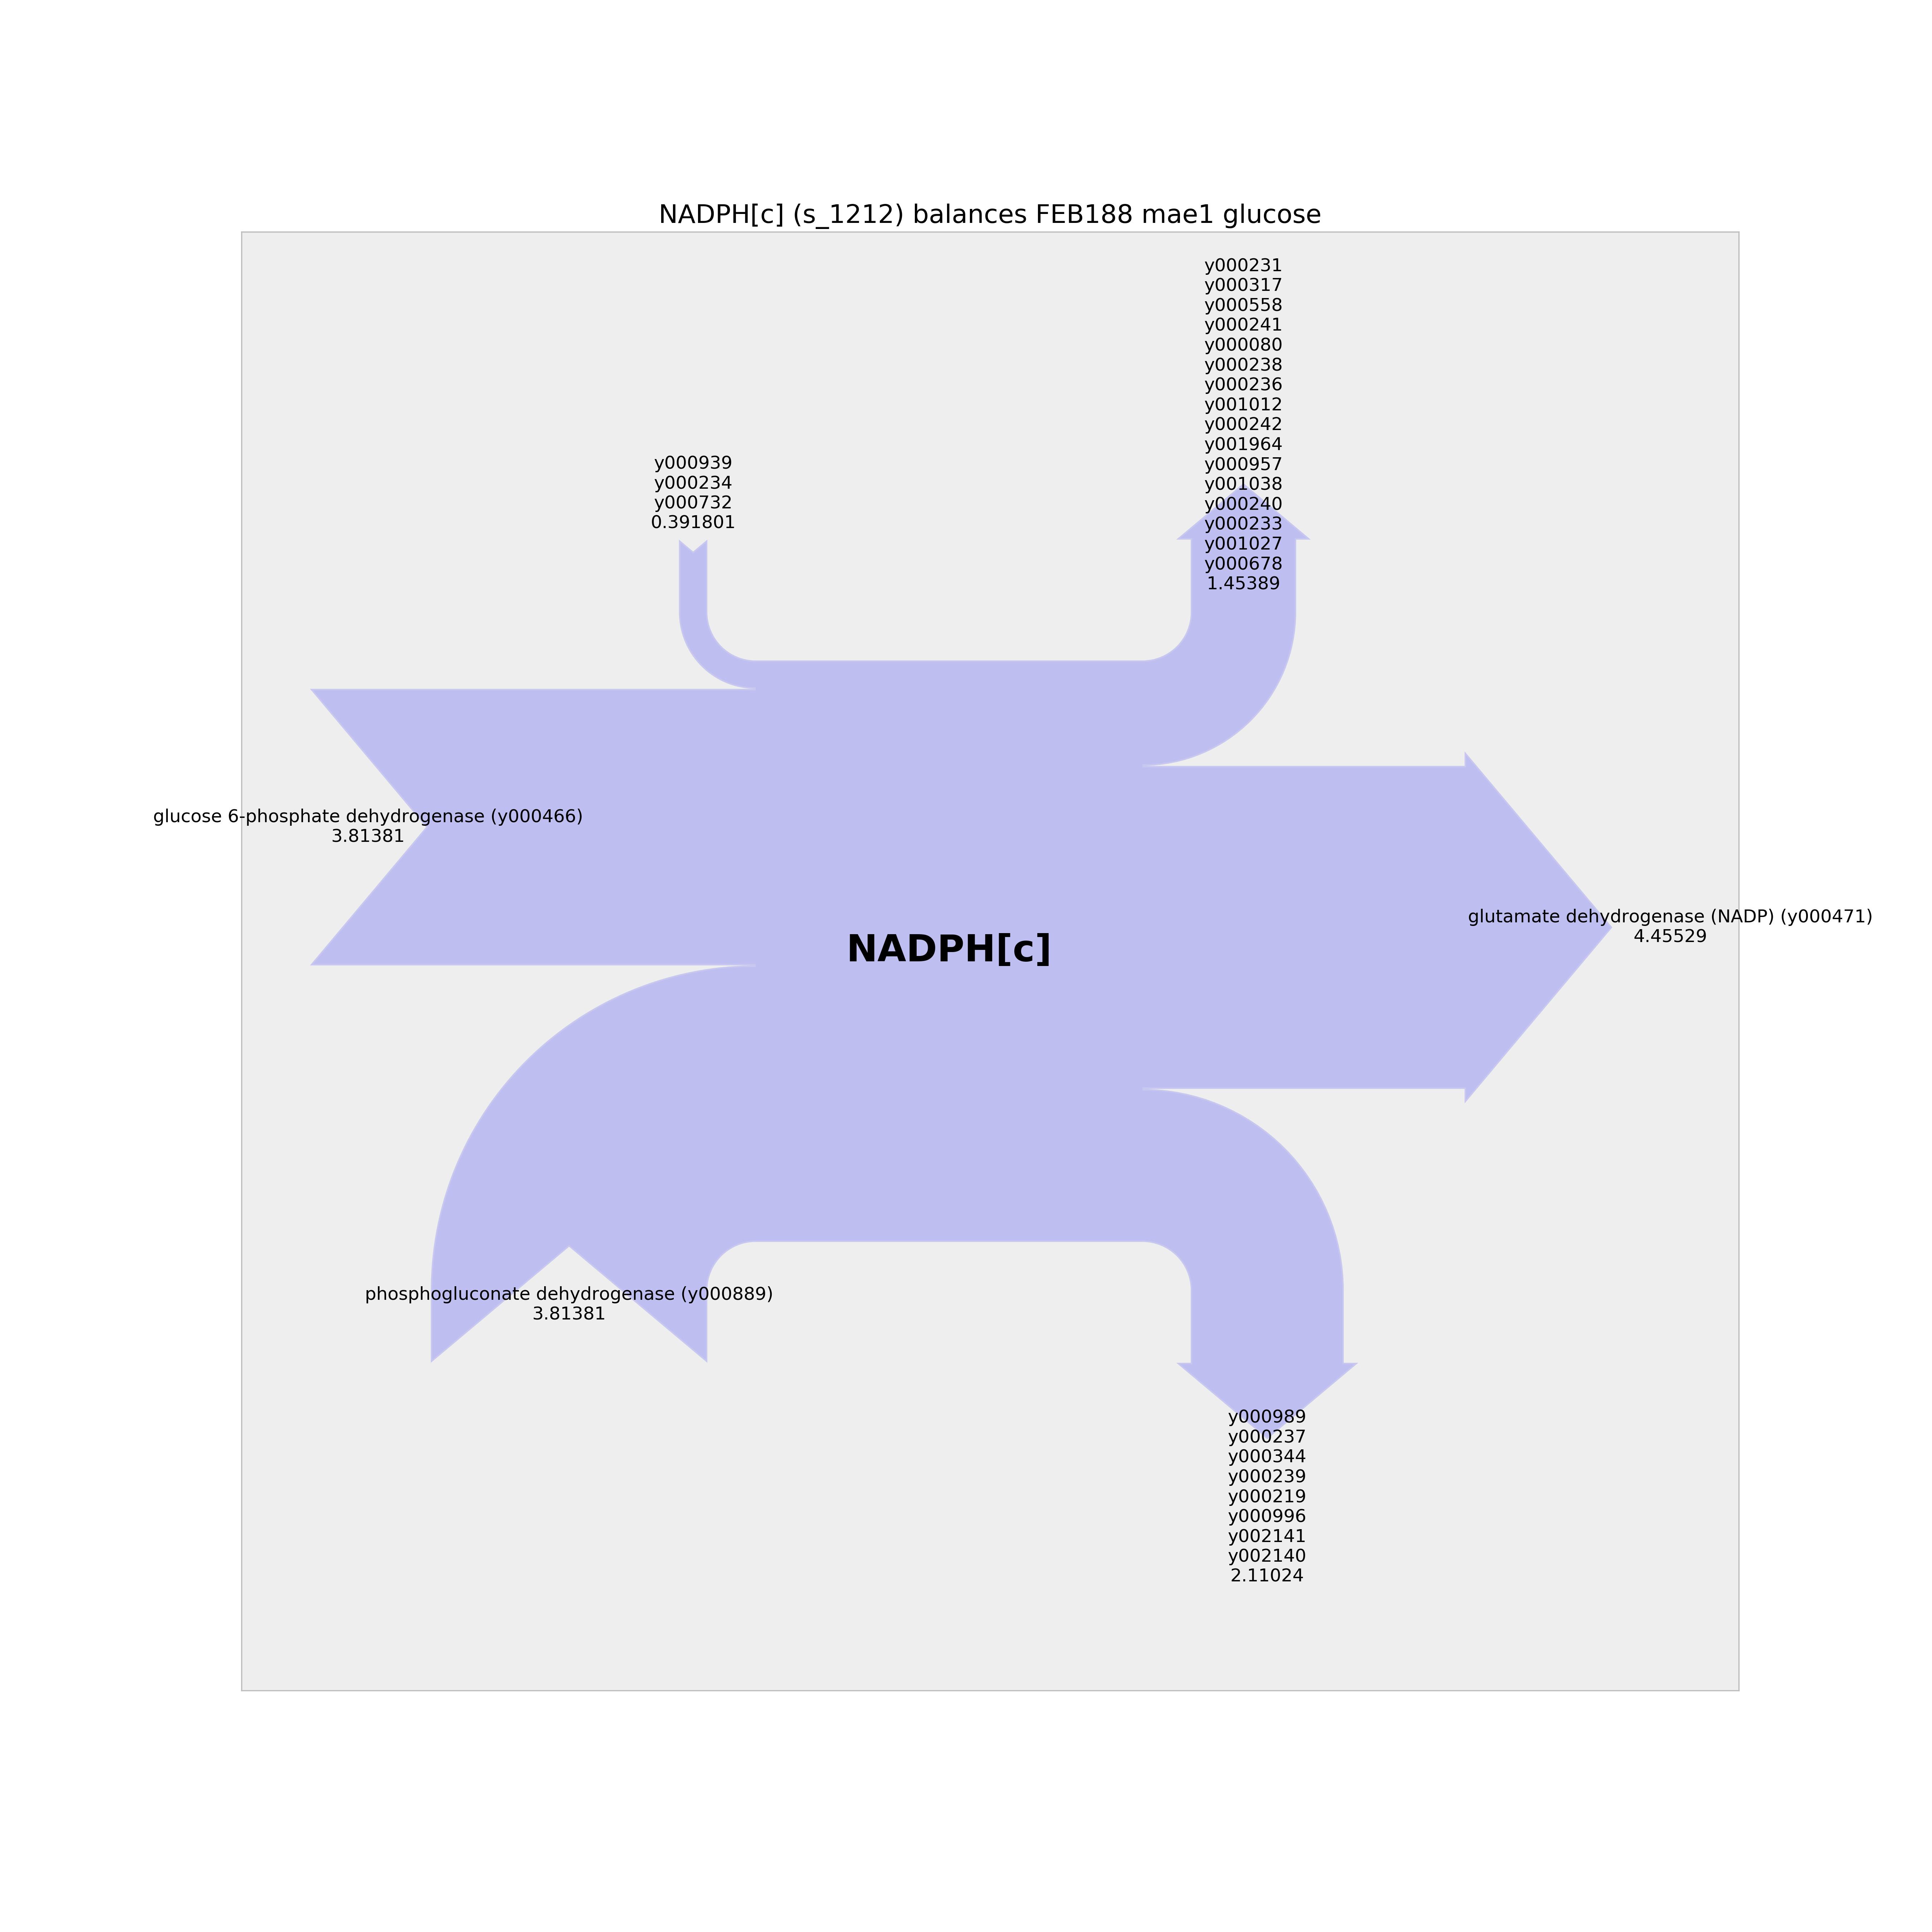 NADPH[c] (s_1212) balances FEB188 mae1 glucose
y000231
y000317
y000558
y000241
y000080
y000238
y000236
y001012
y000242
y001964
y000957
y001038
y000240
y000233
y001027
y000678
1.45389
y000939
y000234
y000732
0.391801
glucose 6-phosphate dehydrogenase (y000466)
3.81381
glutamate dehydrogenase (NADP) (y000471)
4.45529
NADPH[c]
phosphogluconate dehydrogenase (y000889)
3.81381
y000989
y000237
y000344
y000239
y000219
y000996
y002141
y002140
2.11024